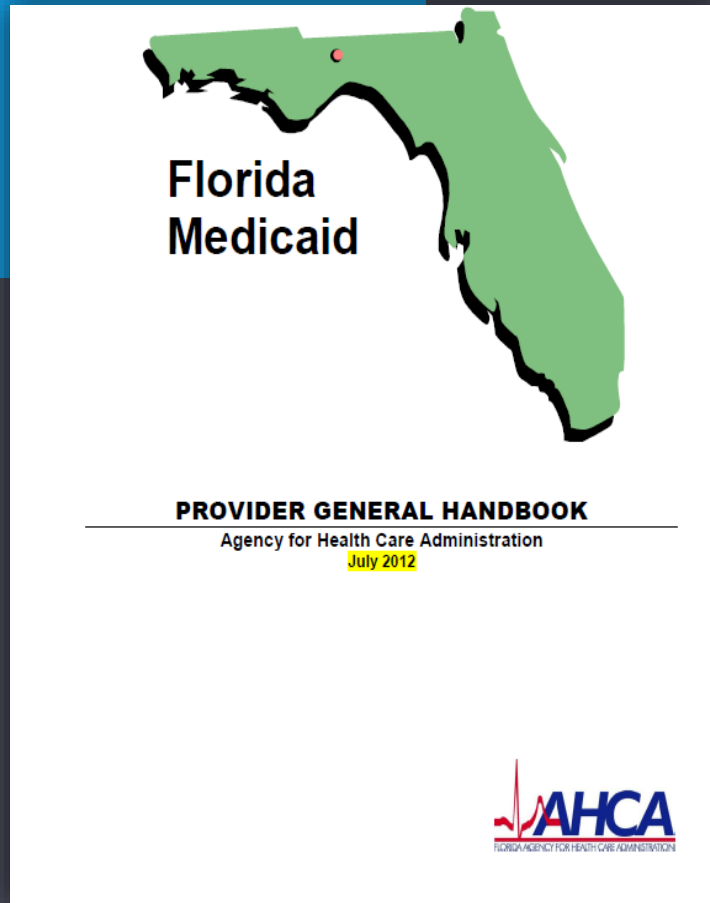 Florida
Medicaid
PROVIDER GENERAL HANDBOOK
Agency for Health Care Administration
July 2012
AHCA
FLORIDA AGENCY FOR HEALTH CARE ADMINISTRATION